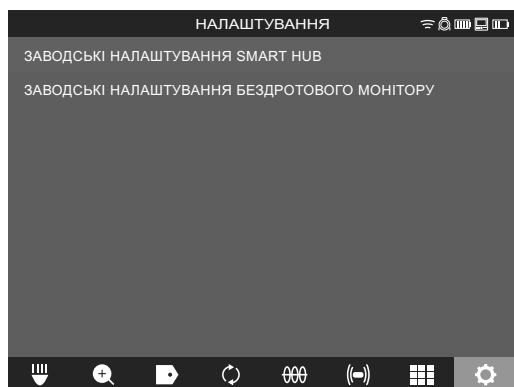 НАЛАШТУВАННЯ
ЗАВОДСЬКІ НАЛАШТУВАННЯ SMART HUB
ЗАВОДСЬКІ НАЛАШТУВАННЯ БЕЗДРОТОВОГО МОНІТОРУ